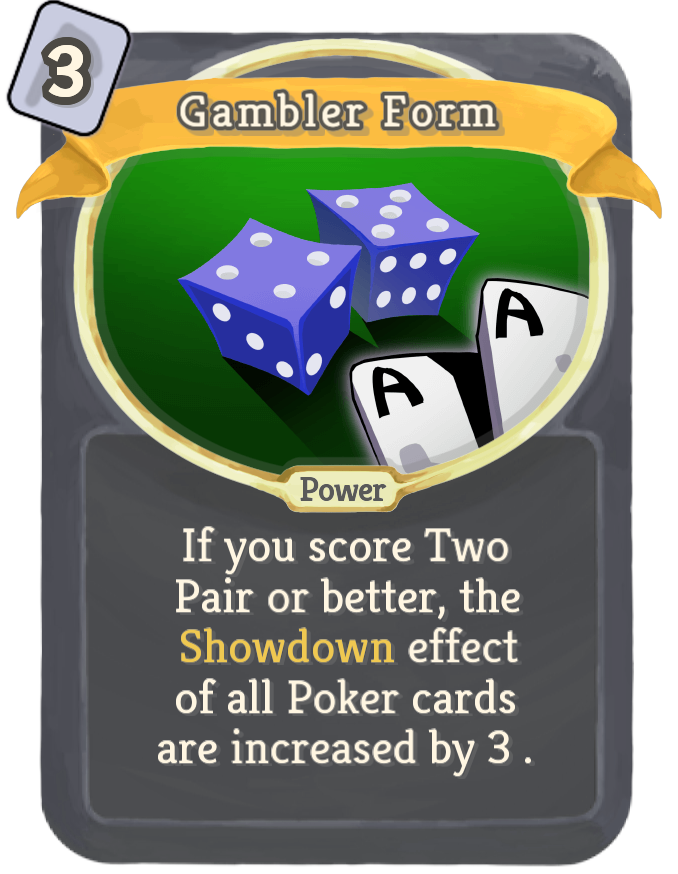 3
Gambler Form
A
A
Power
If you score Two
Pair or better, the
Showdown effect
of all Poker cards
are increased by 3 .